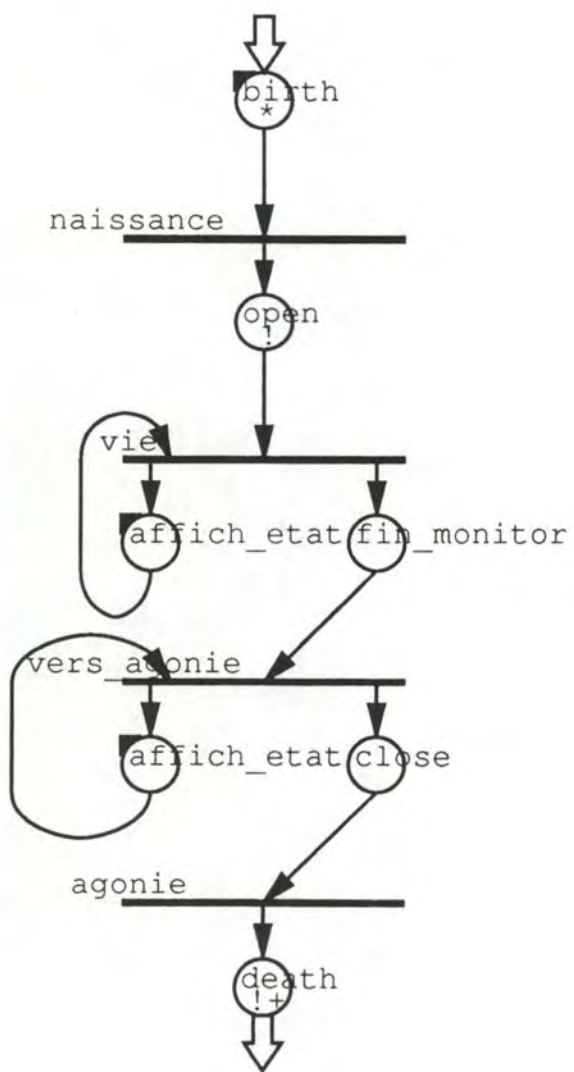 birth
*
naissance
open
!
vie
affich_etat fin_monitor
vers_agonie
affich_etat close
agonie
death
!+